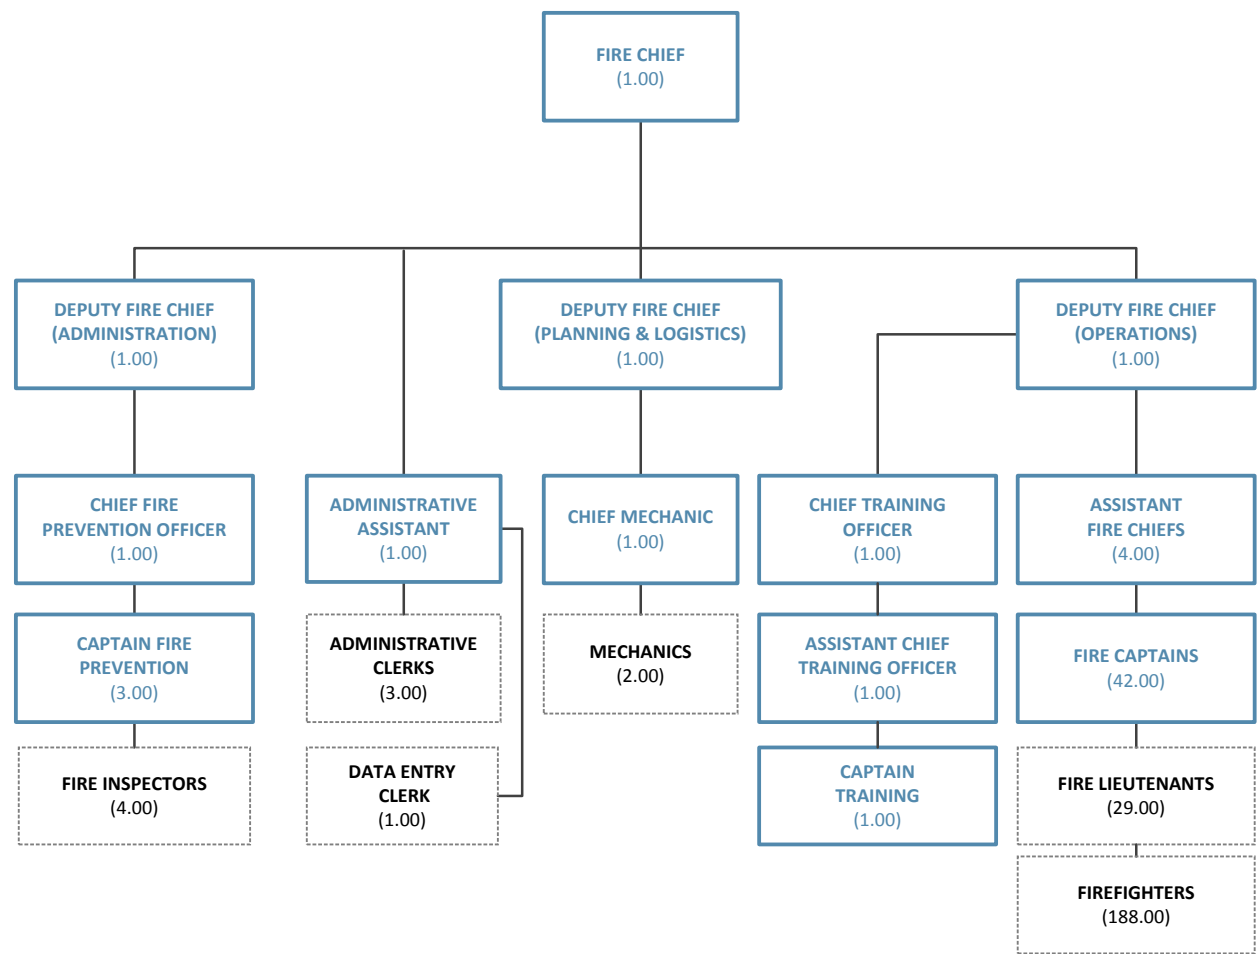 FIRE CHIEF
(1.00)
DEPUTY FIRE CHIEF
(ADMINISTRATION)
(1.00)
DEPUTY FIRE CHIEF
(PLANNING & LOGISTICS)
(1.00)
DEPUTY FIRE CHIEF
(OPERATIONS)
(1.00)
CHIEF FIRE
PREVENTION OFFICER
(1.00)
ADMINISTRATIVE
ASSISTANT
(1.00)
CHIEF MECHANIC
(1.00)
CHIEF TRAINING
OFFICER
(1.00)
ASSISTANT
FIRE CHIEFS
(4.00)
CAPTAIN FIRE
PREVENTION
(3.00)
ADMINISTRATIVE
CLERKS
(3.00)
MECHANICS
(2.00)
ASSISTANT CHIEF
TRAINING OFFICER
(1.00)
FIRE CAPTAINS
(42.00)
FIRE INSPECTORS
(4.00)
DATA ENTRY
CLERK
(1.00)
CAPTAIN
TRAINING
(1.00)
FIRE LIEUTENANTS
(29.00)
FIREFIGHTERS
(188.00)